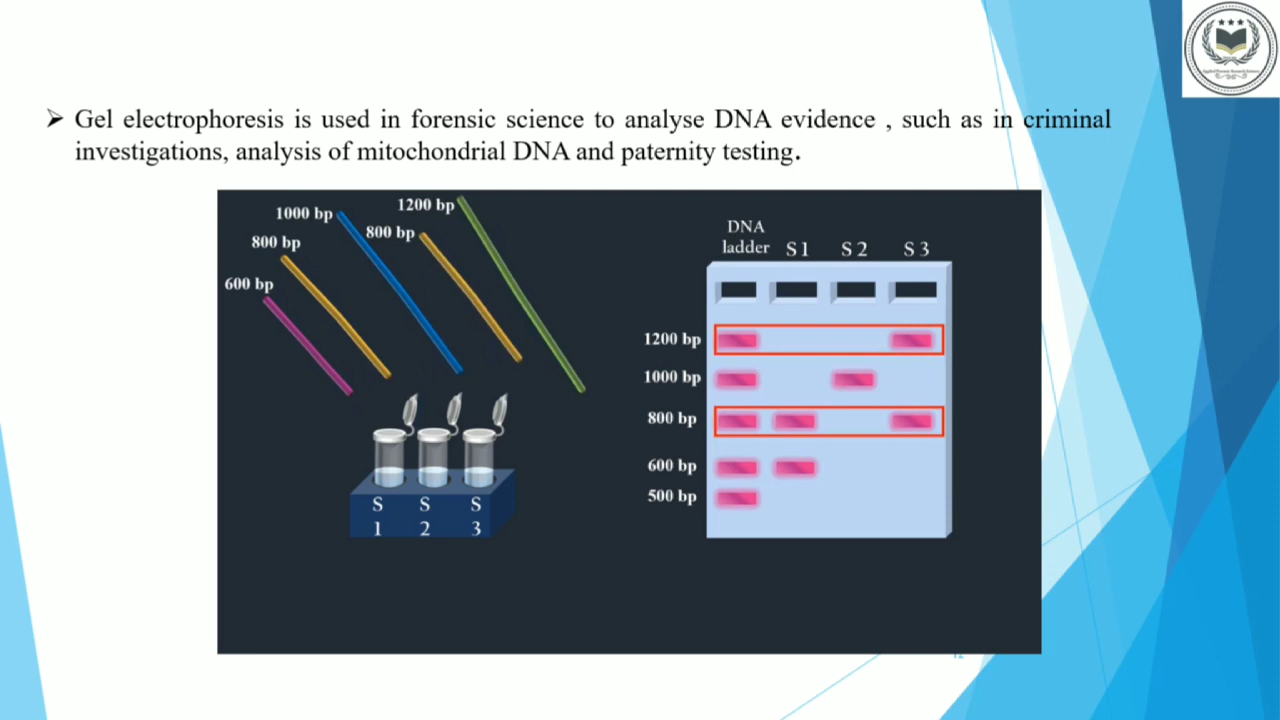 ➤ Gel electrophoresis is used in forensic science to analyse DNA evidence , such as in criminal
investigations, analysis of mitochondrial DNA and paternity testing.
1200 bp
1000 bp
800 bp
800 bp
600 bp
S S S
1 2 3
DNA
ladder S 1 S 2 S 3
1200 bp
1000 bp
800 bp
600 bp
500 bp
12